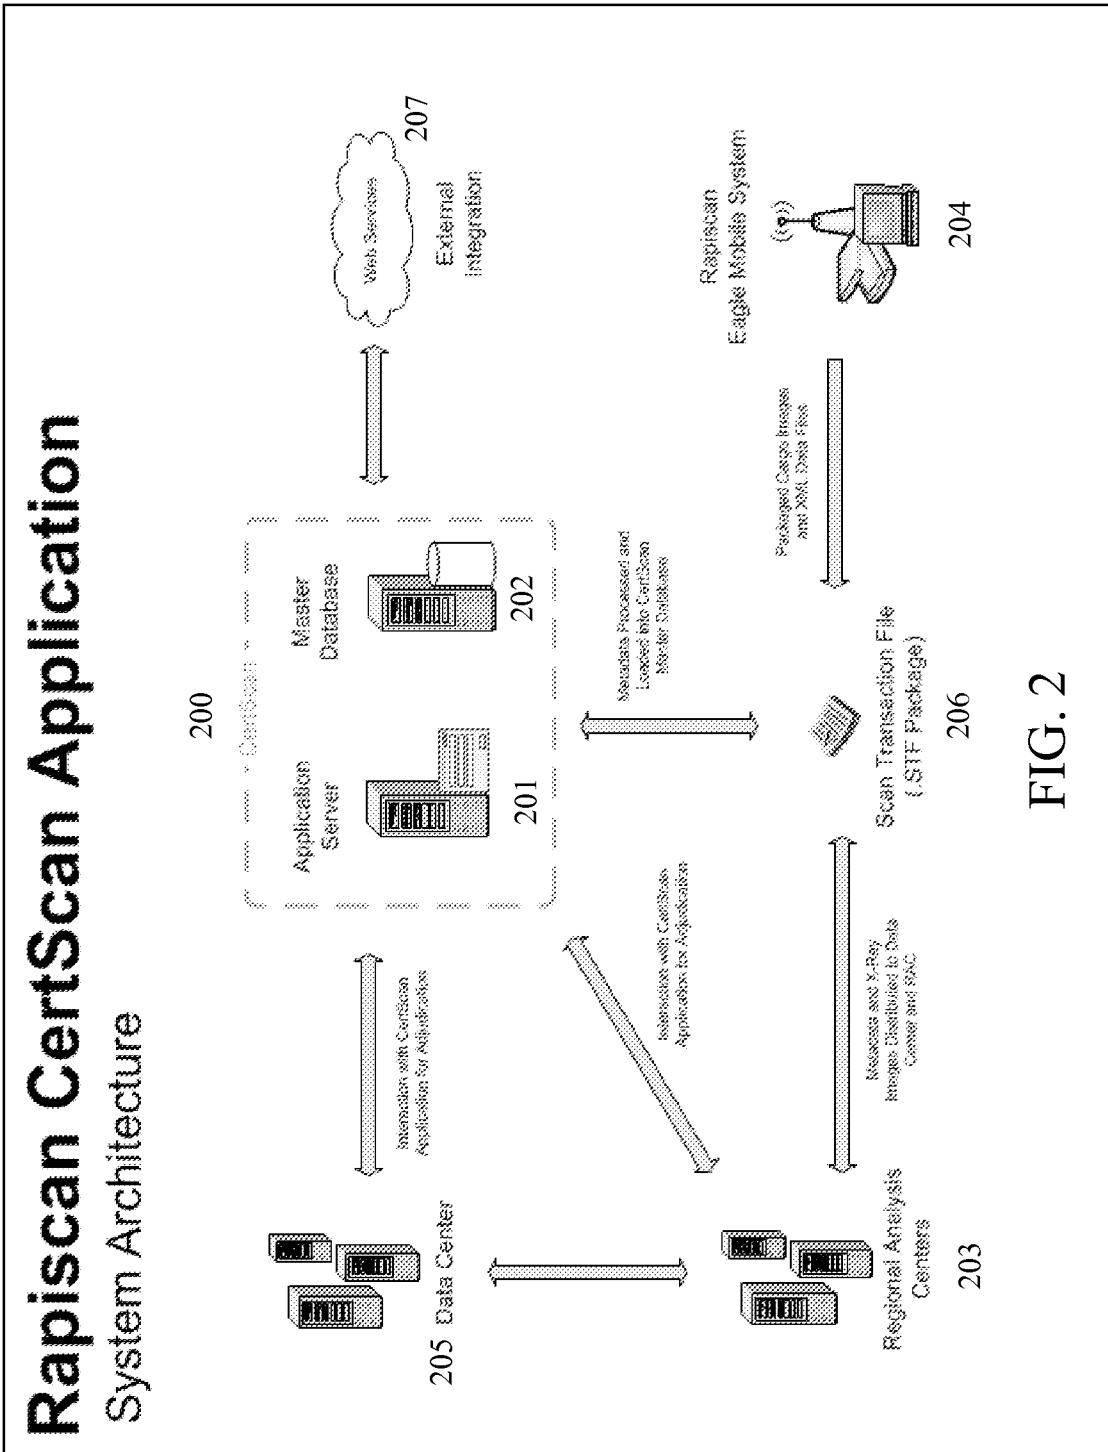 Rapiscan CertScan Application
System Architecture
200
CertScan
Application
Server
201
Master
Database
202
Web Services
207
External
Integration
Interaction with CertScan
Application for Adjudication
205 Data Center
Interaction with CertScan
Application for Adjudication
Metadata Processed and
Loaded into CertScan
Master Database
Rapiscan
Eagle Mobile System
204
Packaged Cargo Images
and XML Data Files
Metadata and X-Ray
Images Distributed to Data
Center and RAC
Scan Transaction File
(.STF Package)
206
Regional Analysis
Centers
203
FIG. 2